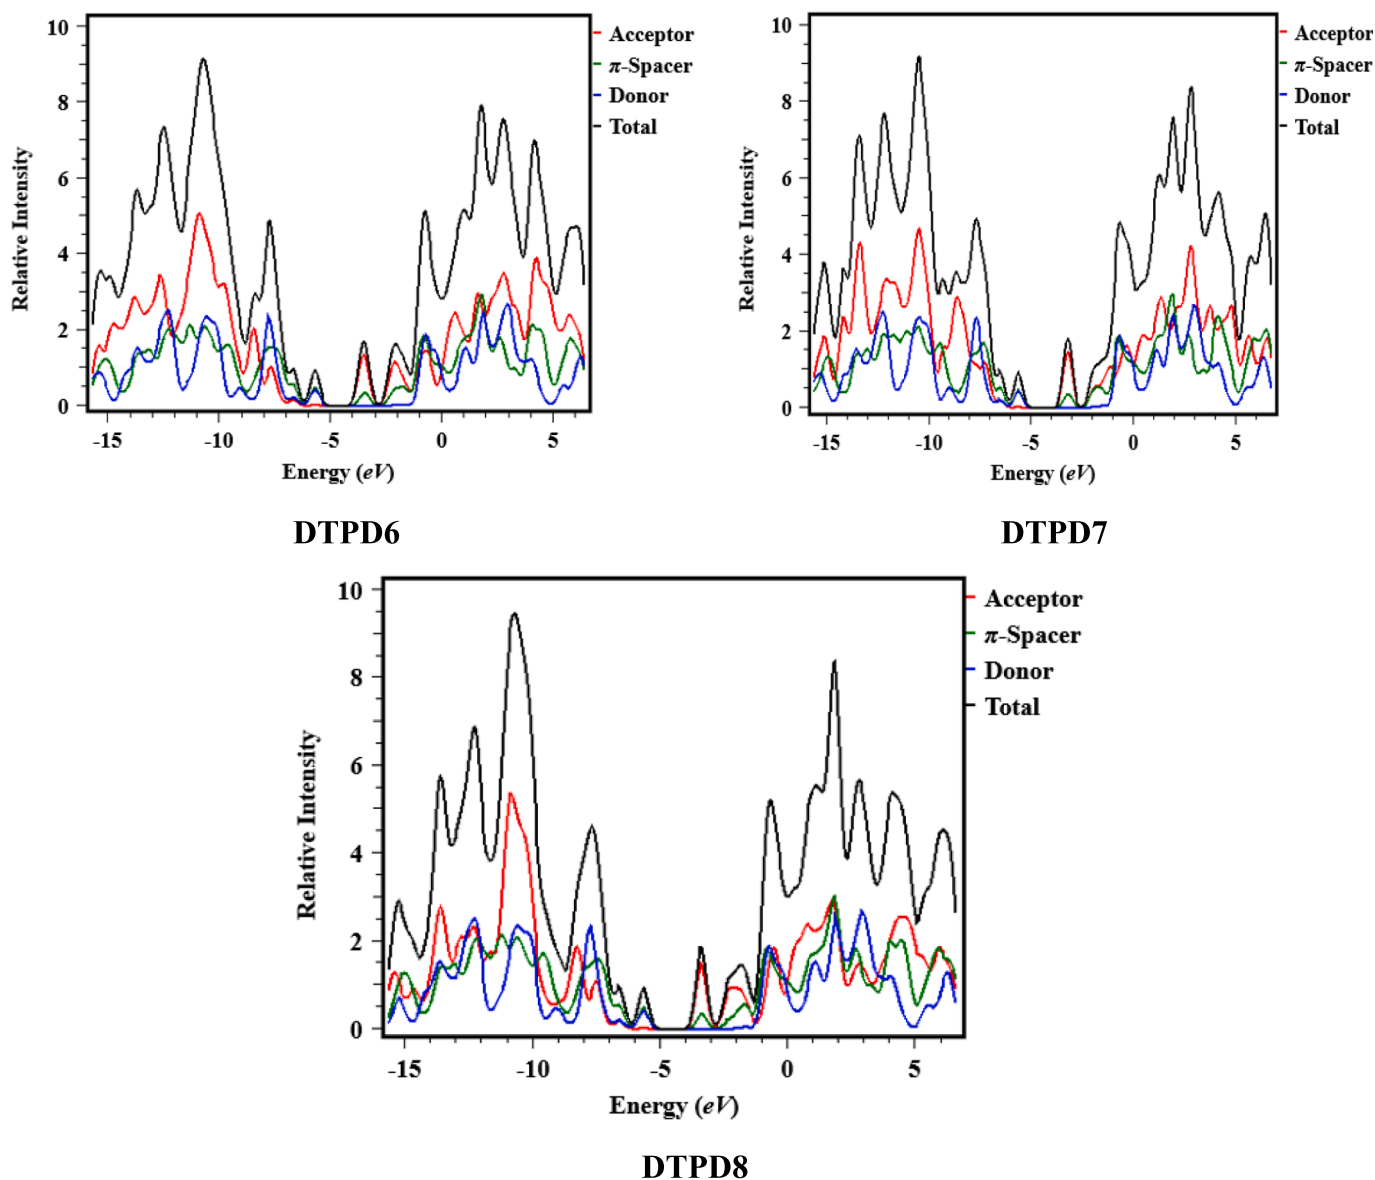 10
8
6
4
2
0
Relative Intensity
-15 -10 -5 0 5
Energy (eV)
Acceptor
π-Spacer
Donor
Total
DTPD6
10
8
6
4
2
0
Relative Intensity
-15 -10 -5 0 5
Energy (eV)
Acceptor
π-Spacer
Donor
Total
DTPD7
10
8
6
4
2
0
Relative Intensity
-15 -10 -5 0 5
Energy (eV)
Acceptor
π-Spacer
Donor
Total
DTPD8